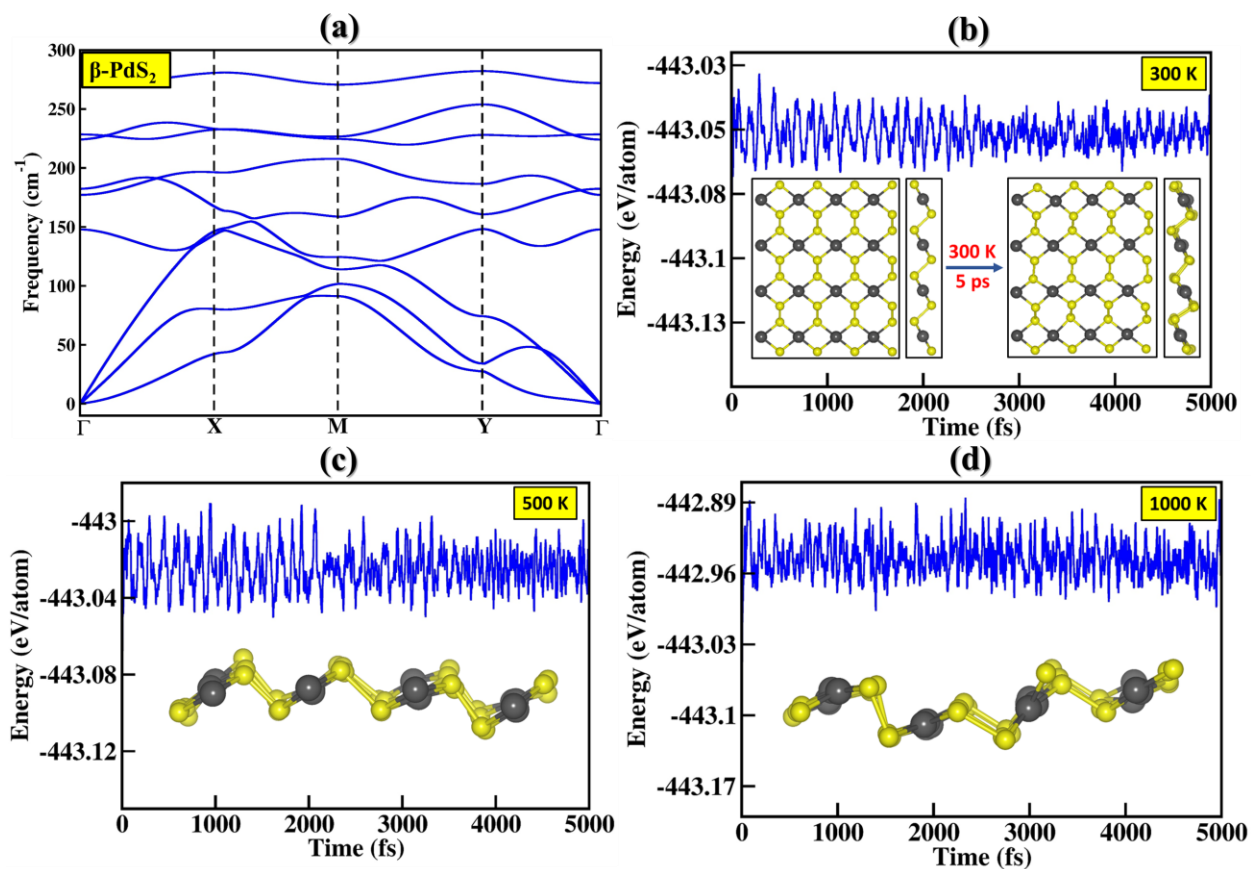 (a)
β-PdS₂
Frequency (cm⁻¹)
300
250
200
150
100
50
0
Γ X M Y Γ
(b)
300 K
Energy (eV/atom)
-443.03
-443.05
-443.08
-443.1
-443.13
300 K
5 ps
0 1000 2000 3000 4000 5000
Time (fs)
(c)
500 K
Energy (eV/atom)
-443
-443.04
-443.08
-443.12
0 1000 2000 3000 4000 5000
Time (fs)
(d)
1000 K
Energy (eV/atom)
-442.89
-442.96
-443.03
-443.1
-443.17
0 1000 2000 3000 4000 5000
Time (fs)